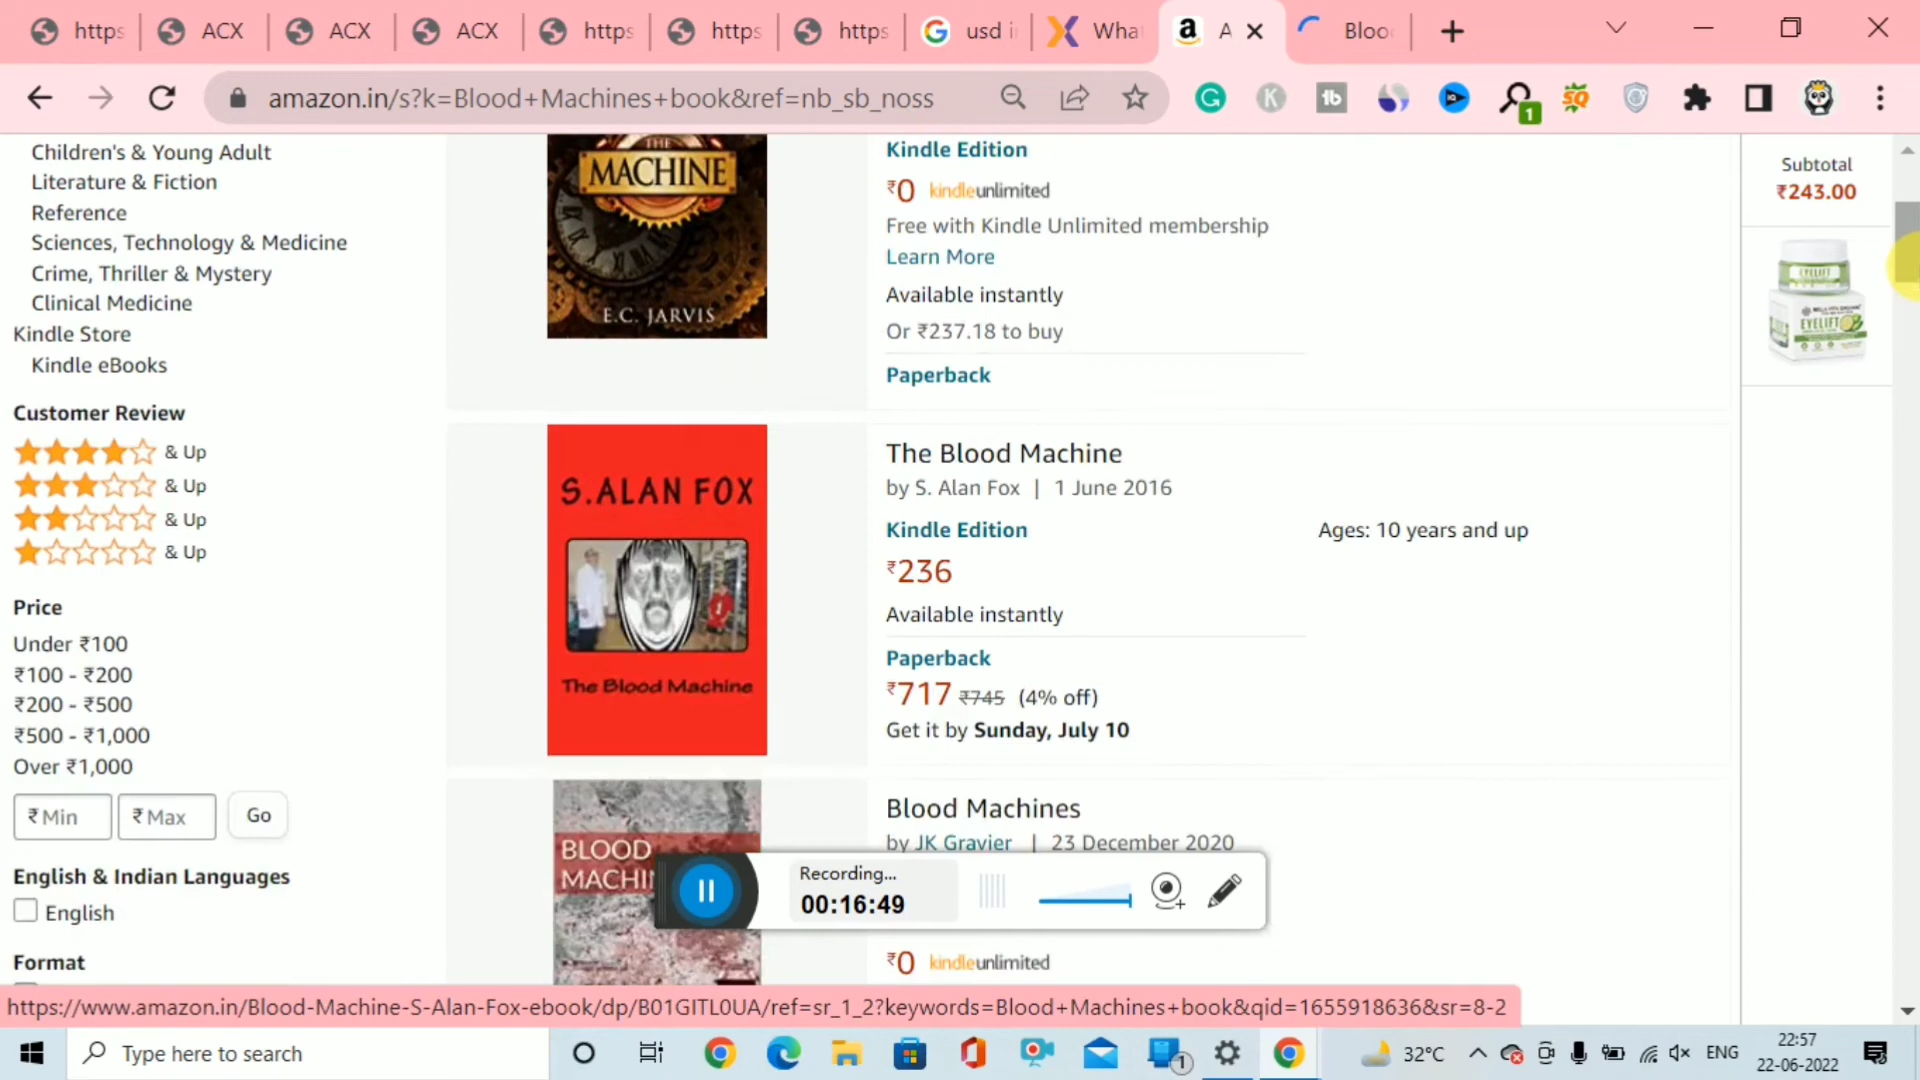 https
ACX
ACX
ACX
https
https
https
usd i
Wha
A
Bloo
amazon.in/s?k=Blood+Machines+book&ref=nb_sb_noss
1
Children's & Young Adult
Literature & Fiction
Reference
Sciences, Technology & Medicine
Crime, Thriller & Mystery
Clinical Medicine
Kindle Store
Kindle eBooks
Customer Review
& Up
& Up
& Up
& Up
Price
Under ₹100
₹100 - ₹200
₹200 - ₹500
₹500 - ₹1,000
Over ₹1,000
₹ Min
₹ Max
Go
English & Indian Languages
English
Format
THE
MACHINE
E.C. JARVIS
Kindle Edition
₹0 kindleunlimited
Free with Kindle Unlimited membership
Learn More
Available instantly
Or ₹237.18 to buy
Paperback
S.ALAN FOX
The Blood Machine
The Blood Machine
by S. Alan Fox | 1 June 2016
Kindle Edition
₹236
Available instantly
Paperback
₹717 ₹745 (4% off)
Get it by Sunday, July 10
Ages: 10 years and up
BLOOD
MACHI
Blood Machines
by JK Gravier | 23 December 2020
₹0 kindleunlimited
Recording...
00:16:49
Subtotal
₹243.00
EYELIFT
EYELIFT
https://www.amazon.in/Blood-Machine-S-Alan-Fox-ebook/dp/B01GITL0UA/ref=sr_1_2?keywords=Blood+Machines+book&qid=1655918636&sr=8-2
Type here to search
1
32°C
ENG
22:57
22-06-2022